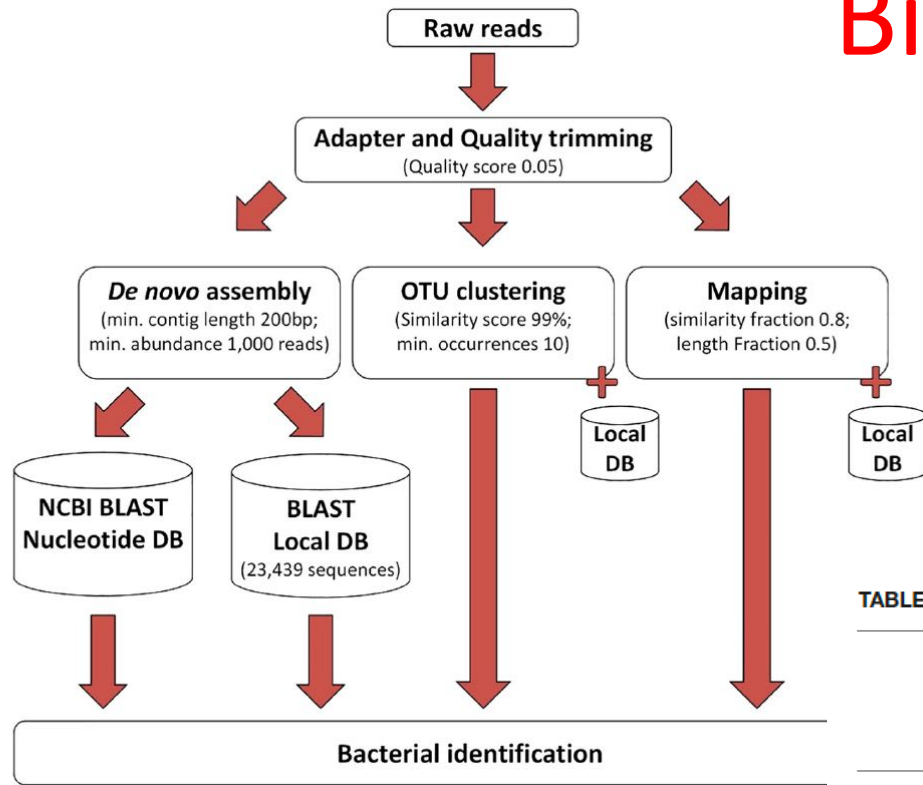 Bi
Raw reads
Adapter and Quality trimming
(Quality score 0.05)
De novo assembly
(min. contig length 200bp;
min. abundance 1,000 reads)
OTU clustering
(Similarity score 99%;
min. occurrences 10)
Mapping
(similarity fraction 0.8;
length Fraction 0.5)
Local
DB
Local
DB
NCBI BLAST
Nucleotide DB
BLAST
Local DB
(23,439 sequences)
TABLE
Bacterial identification